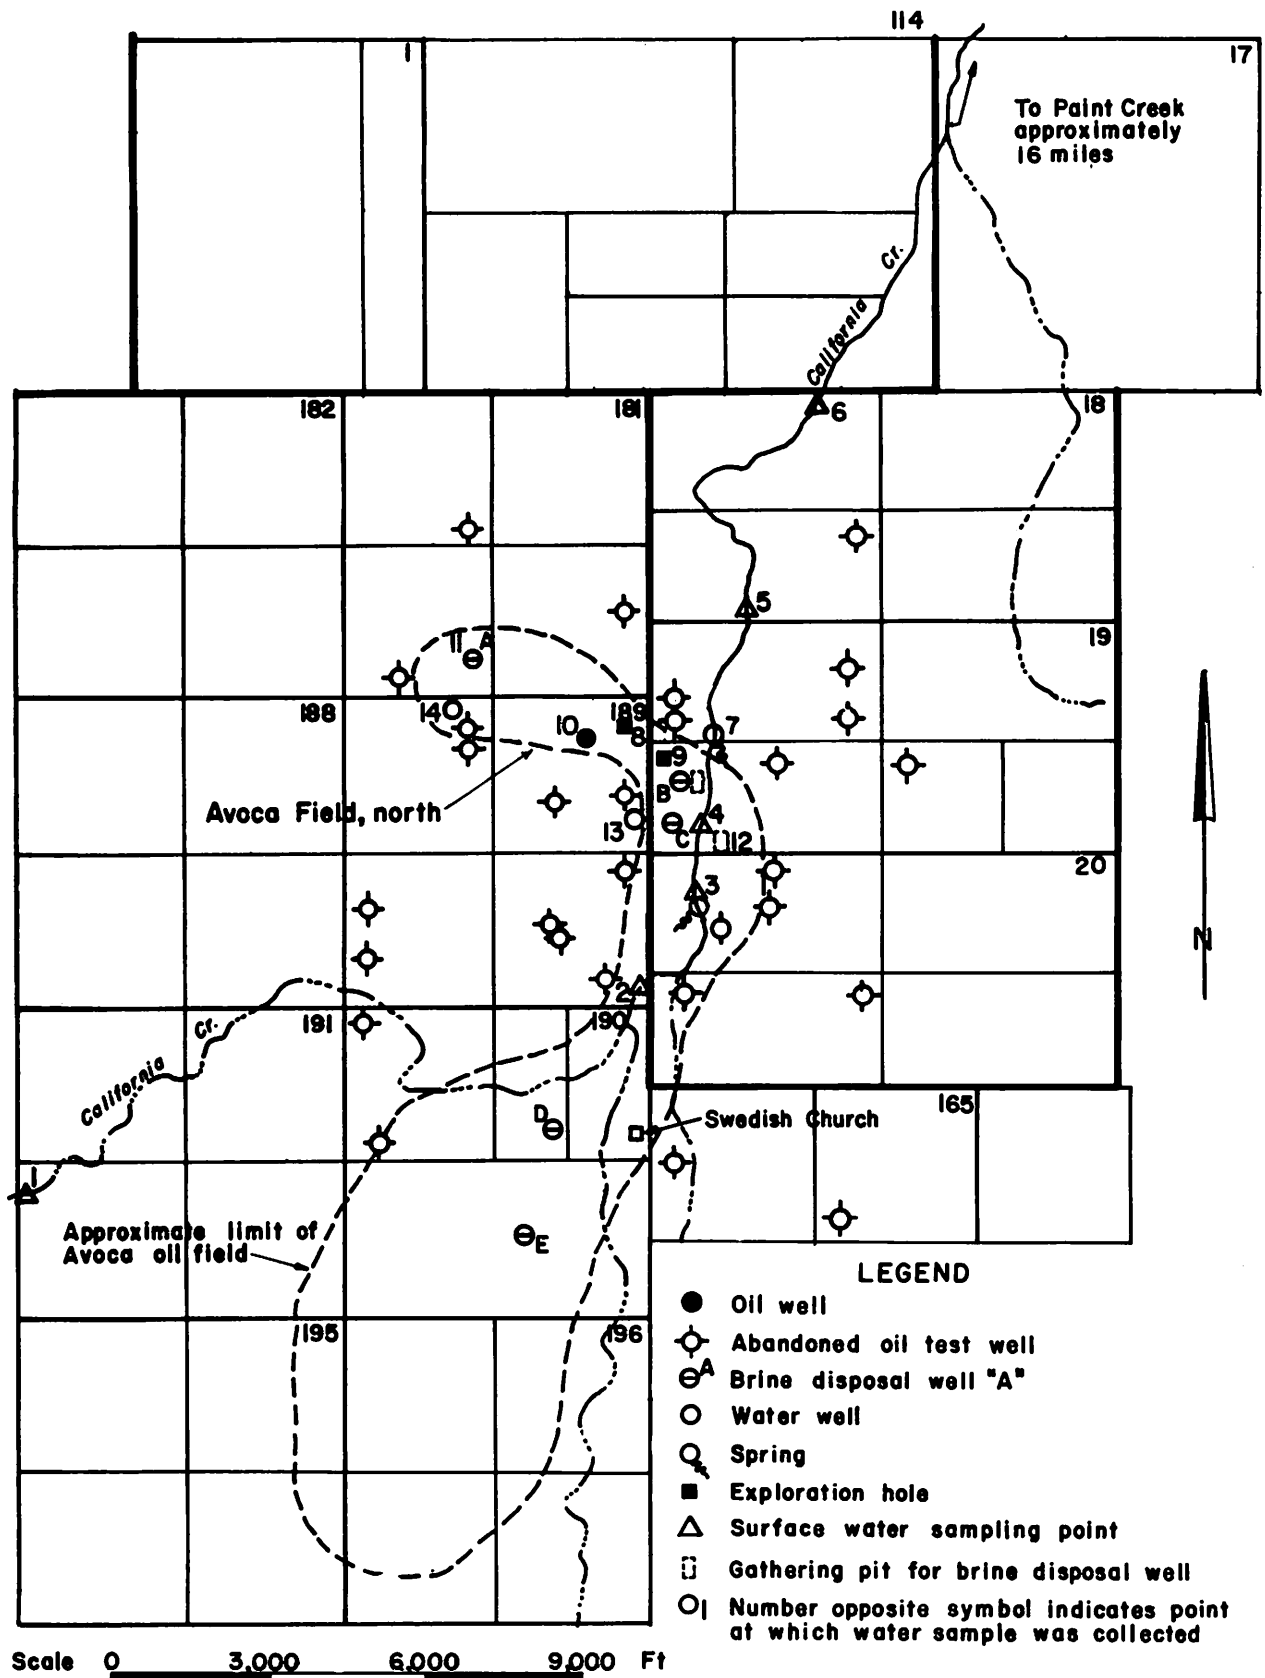 114
1
17
To Paint Creek
approximately
16 miles
California Cr.
182
181
6
18
5
19
11
A
188
14
10
189
8
7
9
B
Avoca Field, north
13
4
C
12
20
3
2
191
190
California Cr.
D
165
Swedish Church
1
Approximate limit of
Avoca oil field
E
195
196
N
LEGEND
Oil well
Abandoned oil test well
A Brine disposal well "A"
Water well
Spring
Exploration hole
Surface water sampling point
Gathering pit for brine disposal well
1 Number opposite symbol indicates point
at which water sample was collected
Scale 0 3,000 6,000 9,000 Ft